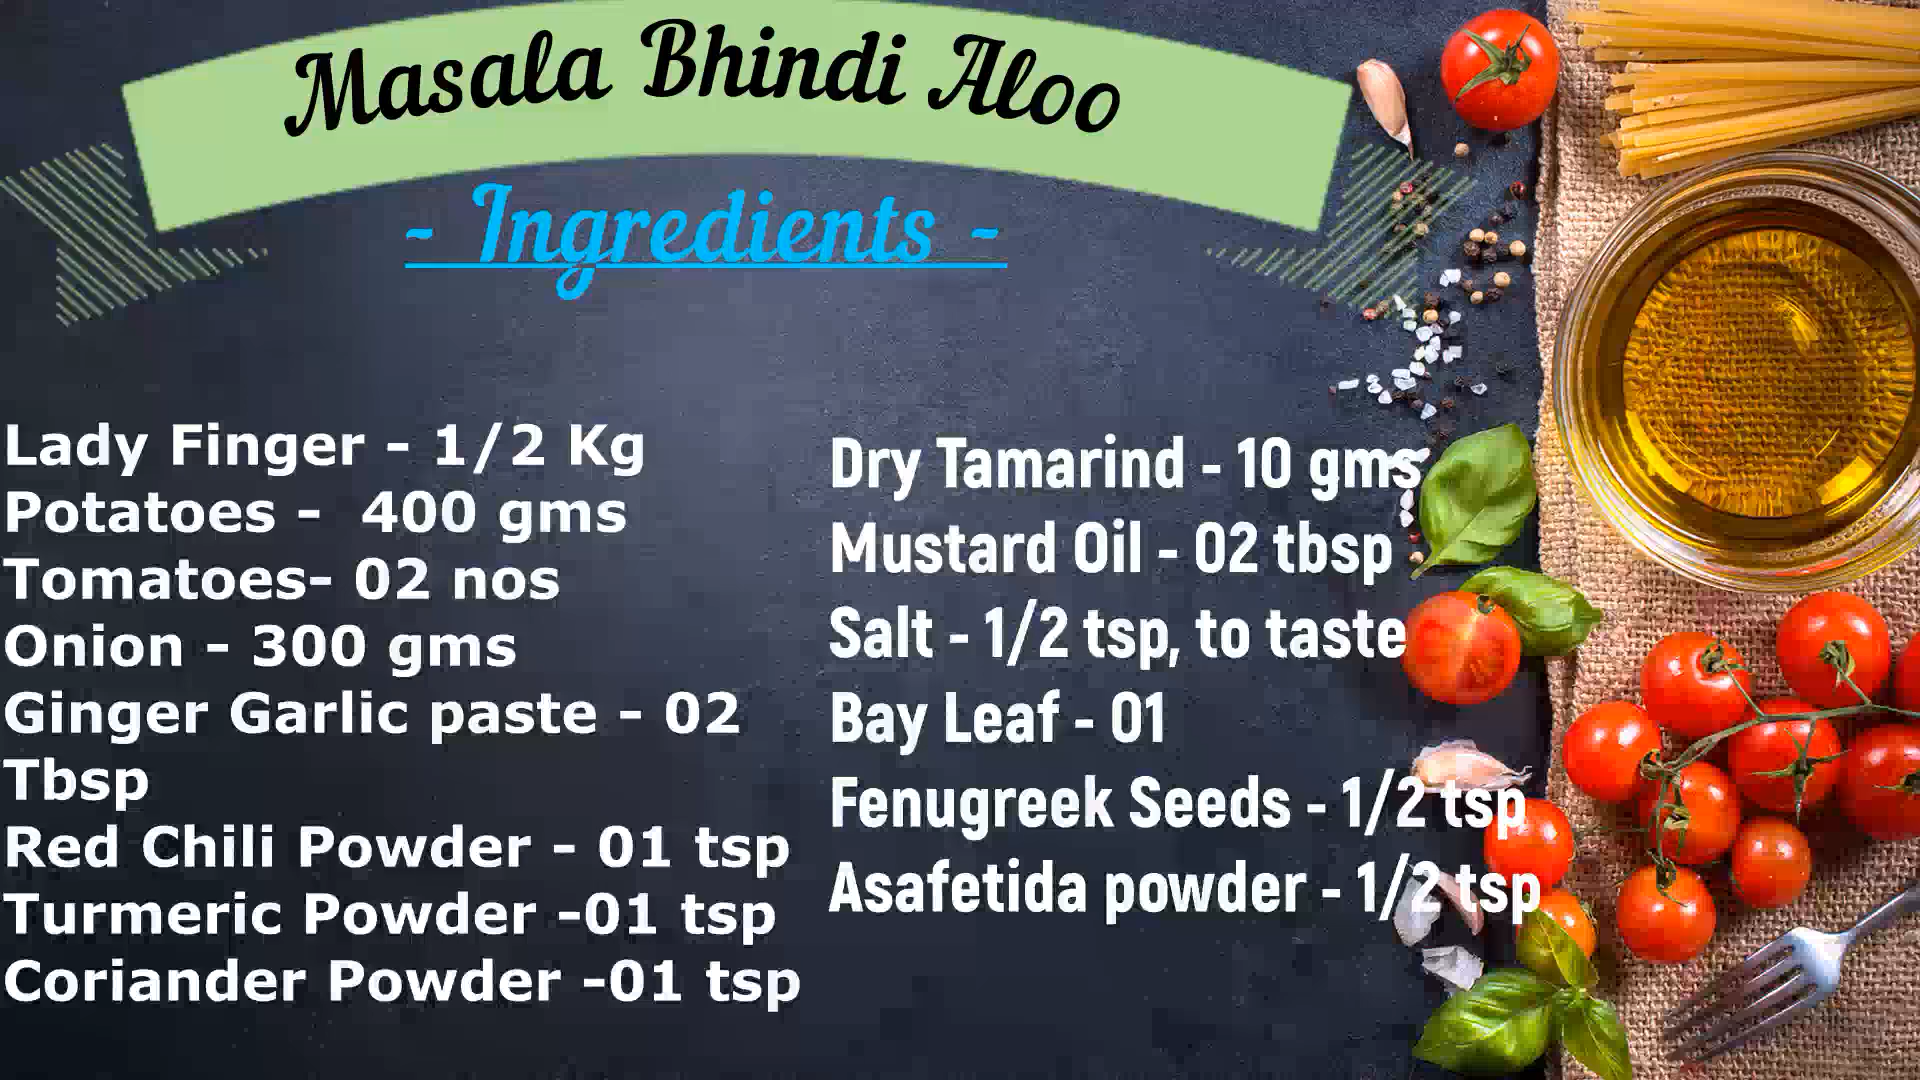 Masala Bhindi Aloo
- Ingredients -
Lady Finger - 1/2 Kg
Potatoes - 400 gms
Tomatoes- 02 nos
Onion - 300 gms
Ginger Garlic paste - 02
Tbsp
Red Chili Powder - 01 tsp
Turmeric Powder -01 tsp
Coriander Powder -01 tsp
Dry Tamarind - 10 gms
Mustard Oil - 02 tbsp
Salt - 1/2 tsp, to taste
Bay Leaf - 01
Fenugreek Seeds - 1/2 tsp
Asafetida powder - 1/2 tsp